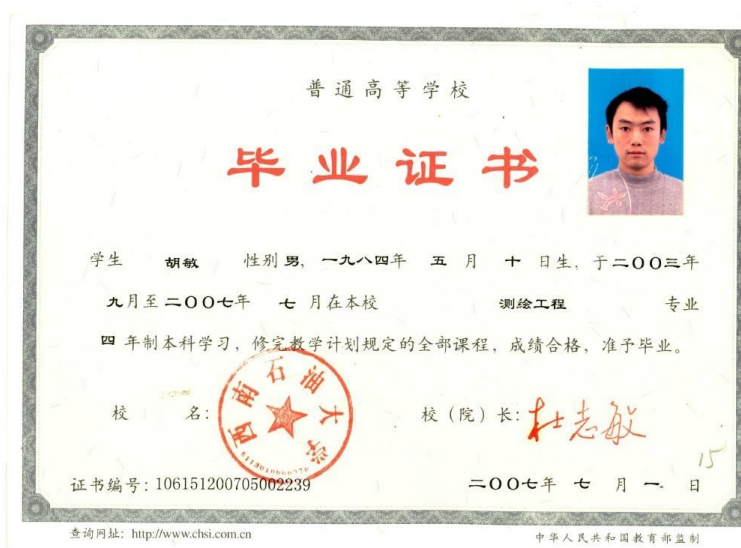 普通高等学校
毕业证书
学生 胡敏 性别 男, 一九八四年 五 月 十 日生, 于二〇〇三年
九月至二〇〇七年 七 月在本校 测绘工程 专业
四 年制本科学习, 修完教学计划规定的全部课程, 成绩合格, 准予毕业。
西南石油大学
校 名:
校（院）长: 杜志敏
15
证书编号: 106151200705002239
二〇〇七年 七 月 一 日
查询网址: http://www.chsi.com.cn
中华人民共和国教育部监制